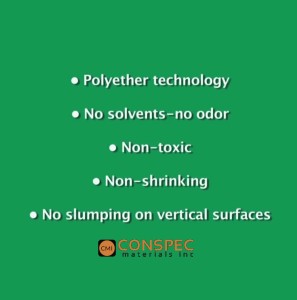 ● Polyether technology
● No solvents-no odor
● Non-toxic
● Non-shrinking
● No slumping on vertical surfaces
CMI CONSPEC
materials inc